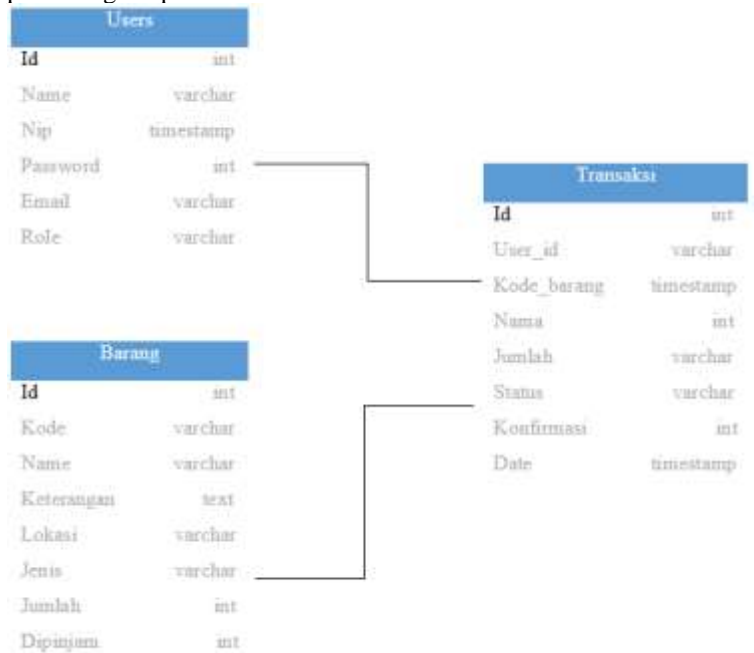 Users
Id int
Name varchar
Nip timestamp
Password int
Email varchar
Role varchar
Transaksi
Id int
User_id varchar
Kode_barang timestamp
Nama int
Jumlah varchar
Status varchar
Konfirmasi int
Date timestamp
Barang
Id int
Kode varchar
Name varchar
Keterangan text
Lokasi varchar
Jenis varchar
Jumlah int
Dipinjam int